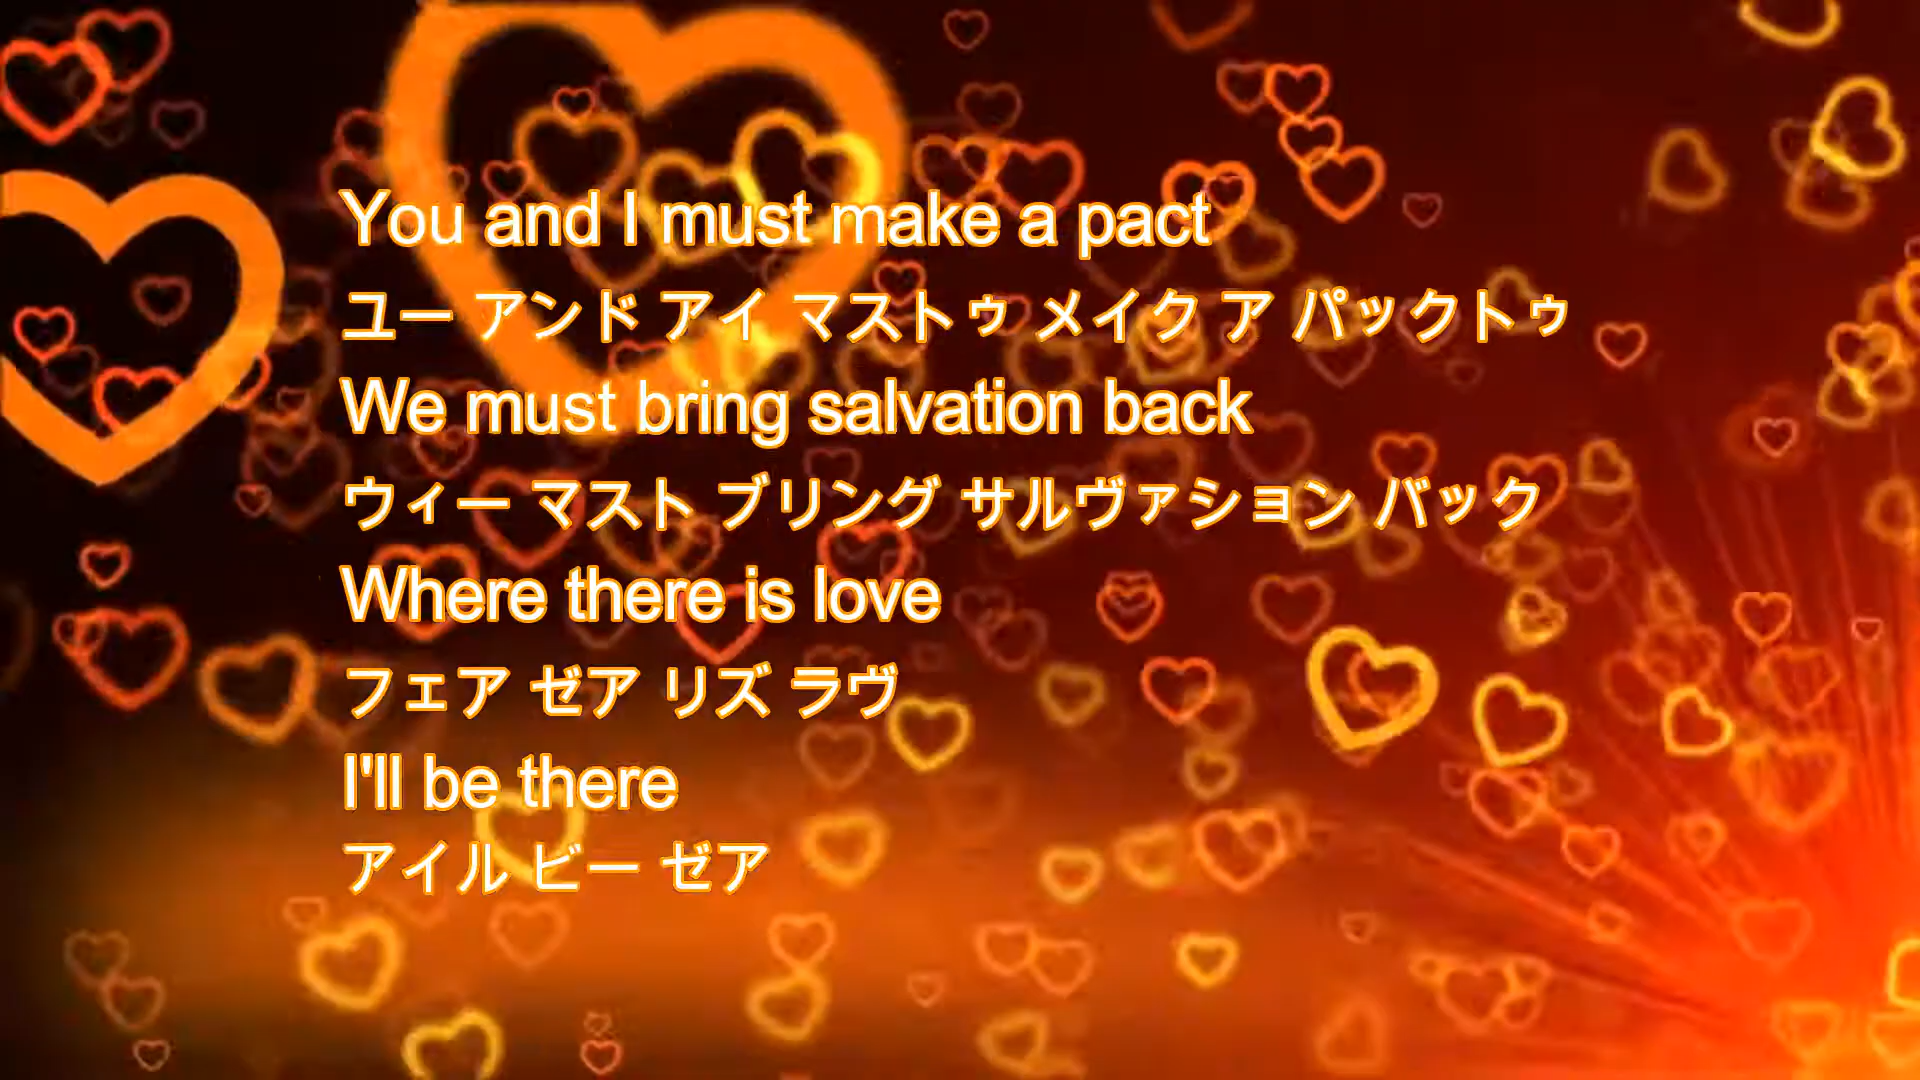 You and I must make a pact
ユー アンド アイ マストゥ メイク ア パックトゥ
We must bring salvation back
ウィー マスト ブリング サルヴァション バック
Where there is love
フェア ゼア リズ ラヴ
I'll be there
アイル ビー ゼア